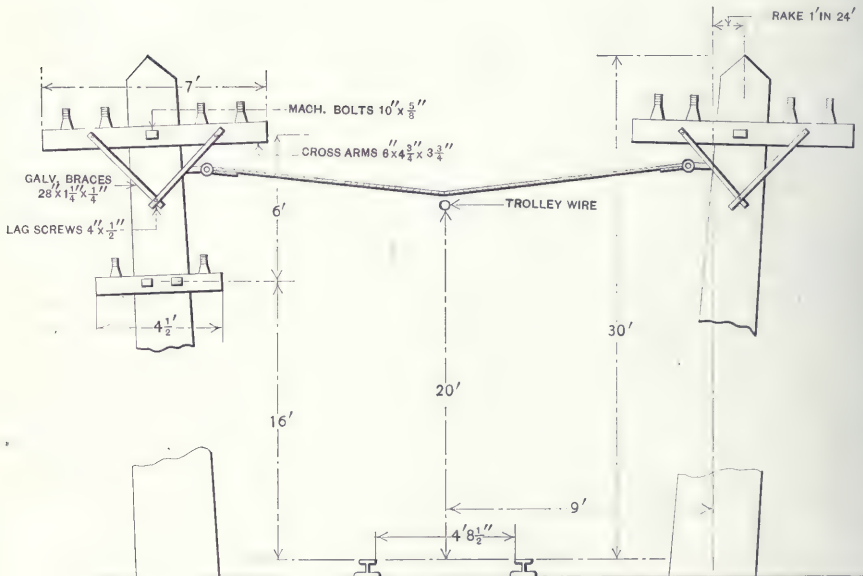 RAKE 1' IN 24'
7'
MACH. BOLTS 10" x 5/8"
CROSS ARMS 6" x 4 3/4" x 3 3/4"
GALV. BRACES
28" x 1 1/4" x 1/4"
TROLLEY WIRE
6'
LAG SCREWS 4" x 1/2"
4 1/2'
30'
20'
16'
9'
4' 8 1/2"